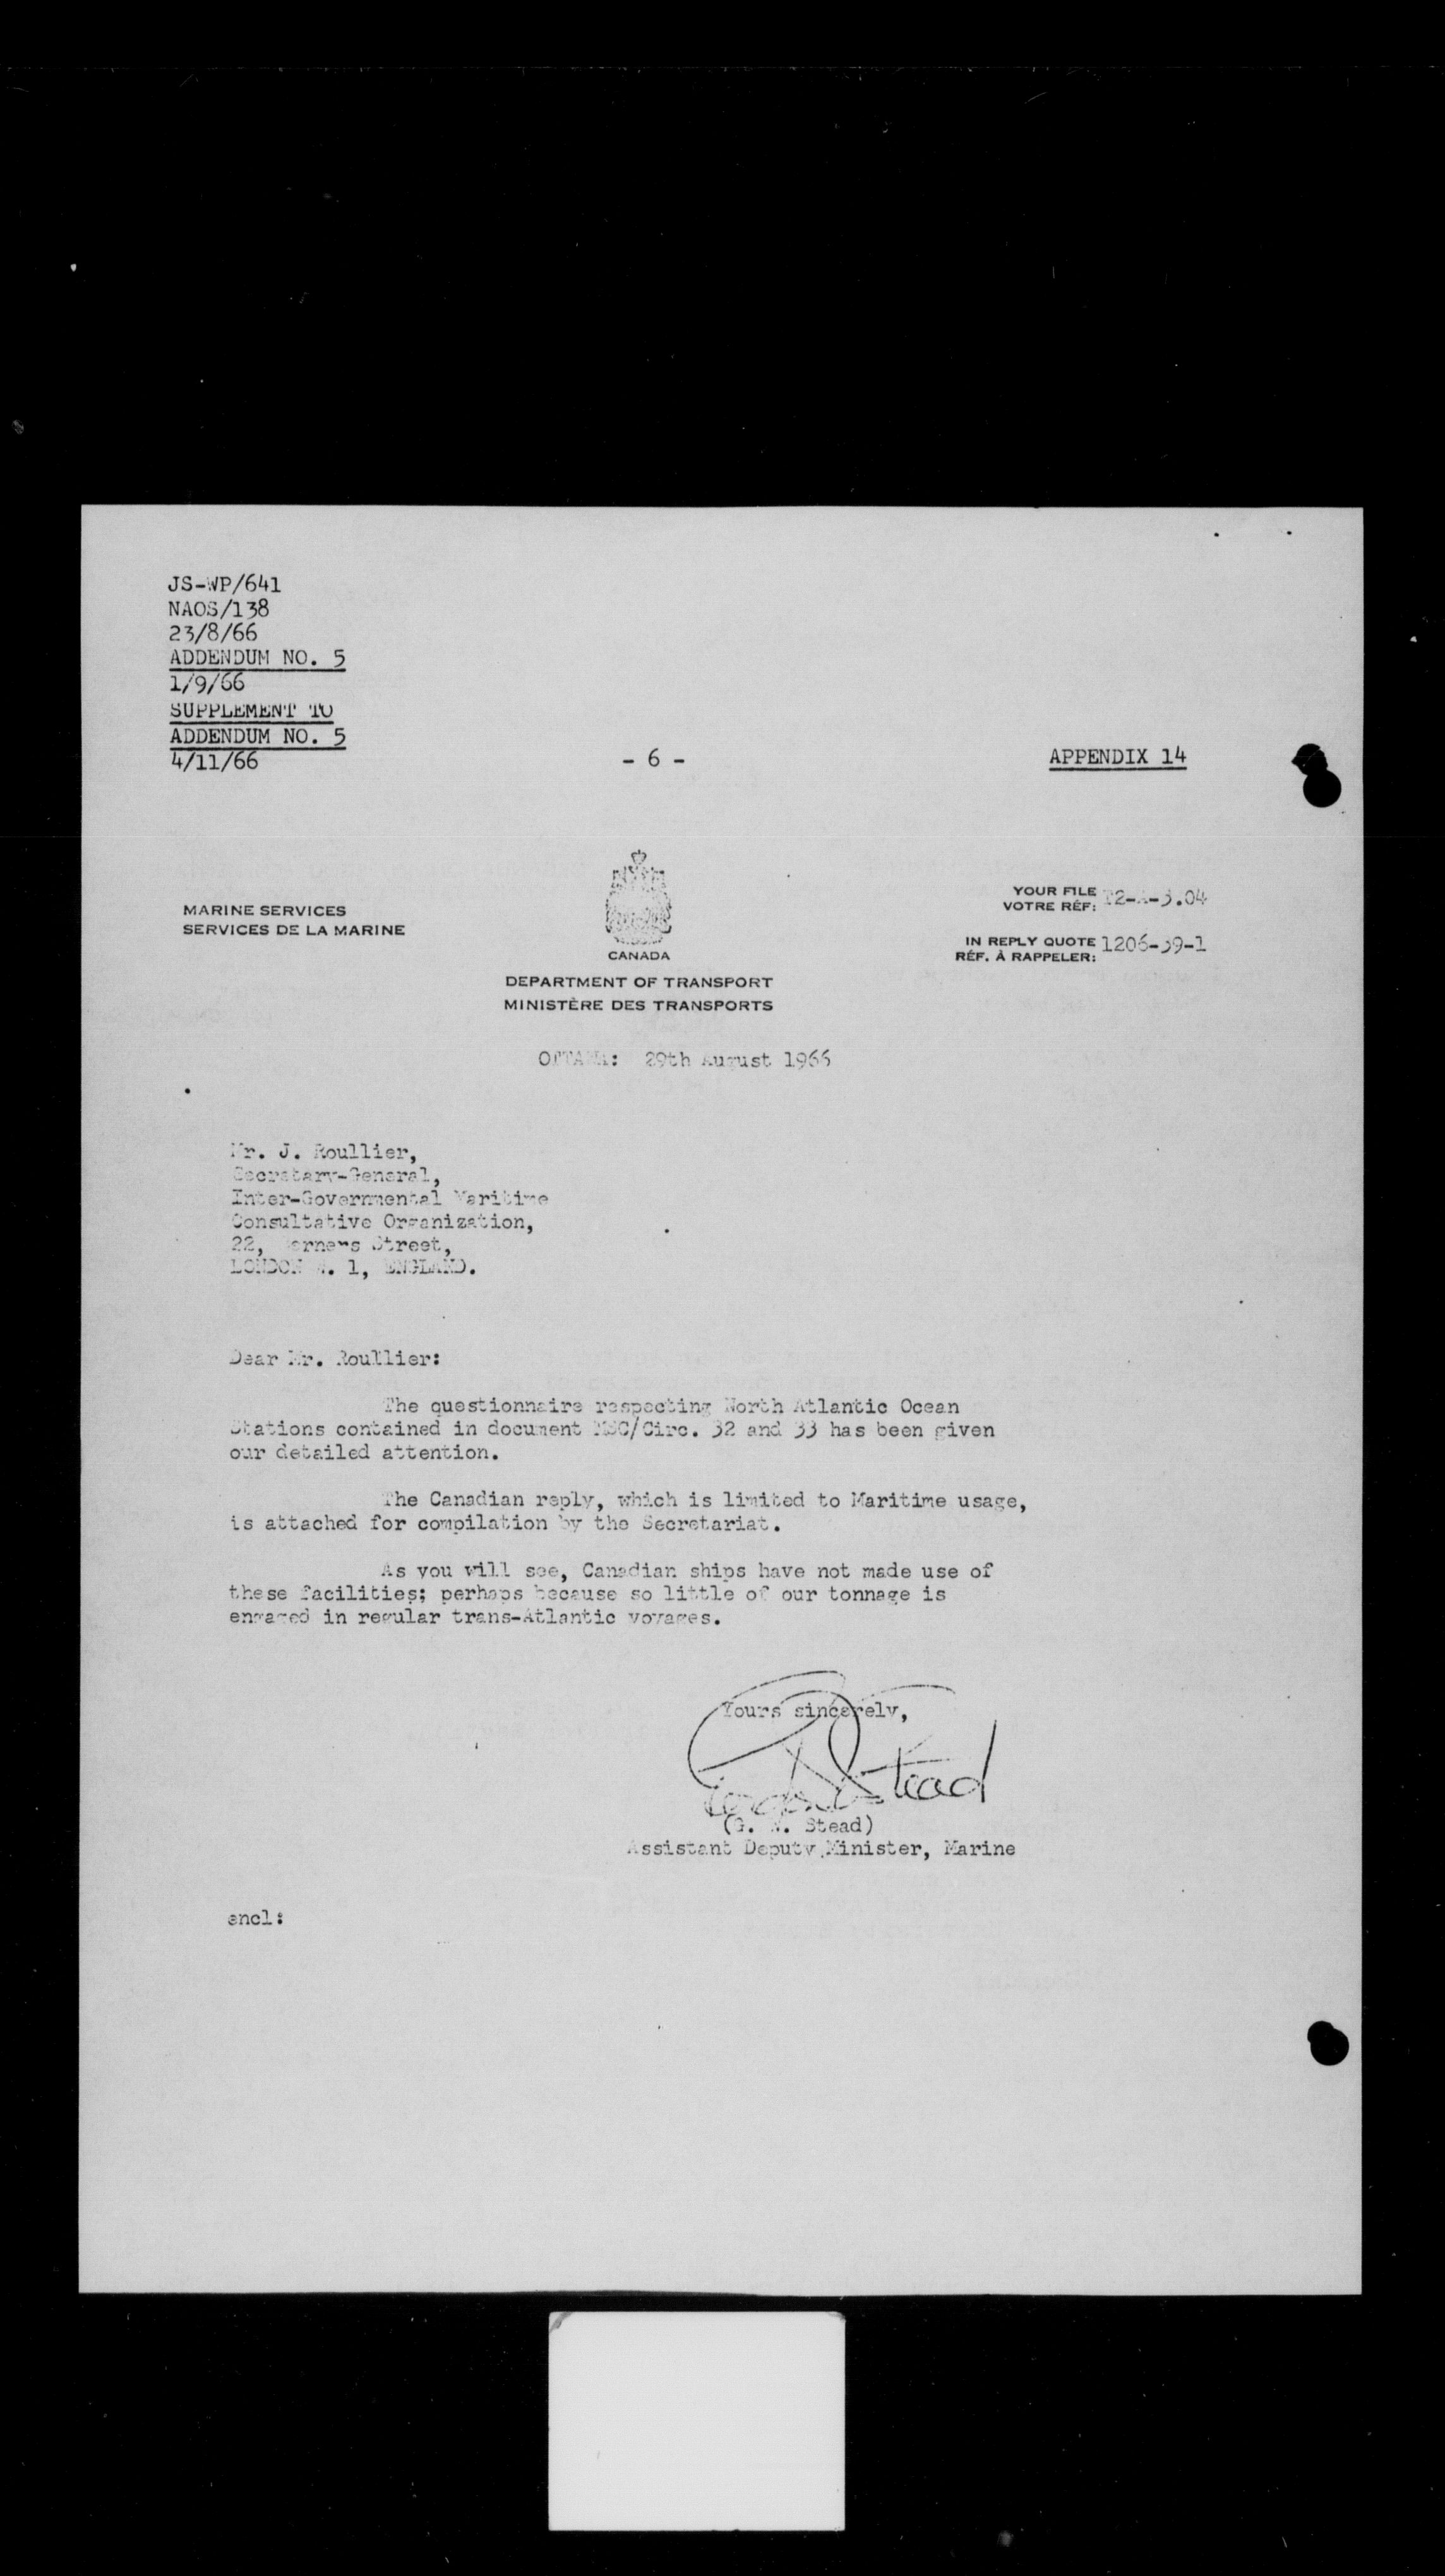 JS-WP/641
NAOS/138
23/8/66
ADDENDUM NO. 5
1/9/66
SUPPLEMENT TO
ADDENDUM NO. 5
4/11/66
- 6 -
APPENDIX 14
MARINE SERVICES
SERVICES DE LA MARINE
CANADA
DEPARTMENT OF TRANSPORT
MINISTÈRE DES TRANSPORTS
YOUR FILE
VOTRE RÉF:
IN REPLY QUOTE 1206-39-1
RÉF. À RAPPELER:
OTTAWA: 29th August 1966
Mr. J. Roullier,
Secretary-General,
Inter-Governmental Maritime
Consultative Organization,
22, Berners Street,
LONDON W. 1, ENGLAND.
Dear Mr. Roullier:
The questionnaire respecting North Atlantic Ocean
Stations contained in document MSC/Circ. 32 and 33 has been given
our detailed attention.
The Canadian reply, which is limited to Maritime usage,
is attached for compilation by the Secretariat.
As you will see, Canadian ships have not made use of
these facilities; perhaps because so little of our tonnage is
engaged in regular trans-Atlantic voyages.
Yours sincerely,
Gordon W Stead
(G. W. Stead)
Assistant Deputy Minister, Marine
encl: